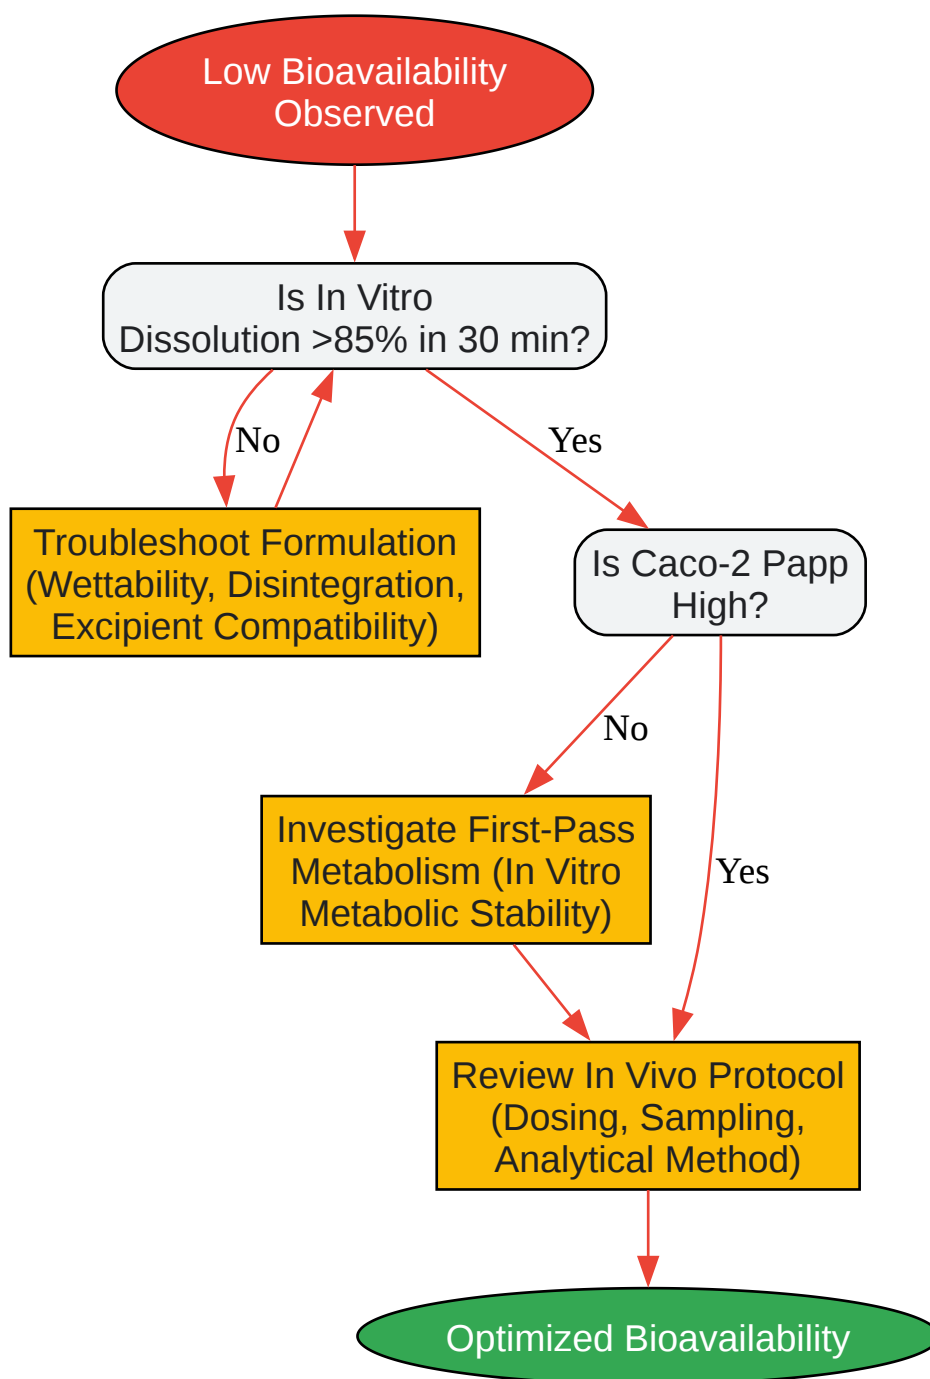 Low Bioavailability
Observed
Is In Vitro
Dissolution >85% in 30 min?
No
Yes
Troubleshoot Formulation
(Wettability, Disintegration,
Excipient Compatibility)
Is Caco-2 Papp
High?
No
Yes
Investigate First-Pass
Metabolism (In Vitro
Metabolic Stability)
Review In Vivo Protocol
(Dosing, Sampling,
Analytical Method)
Optimized Bioavailability